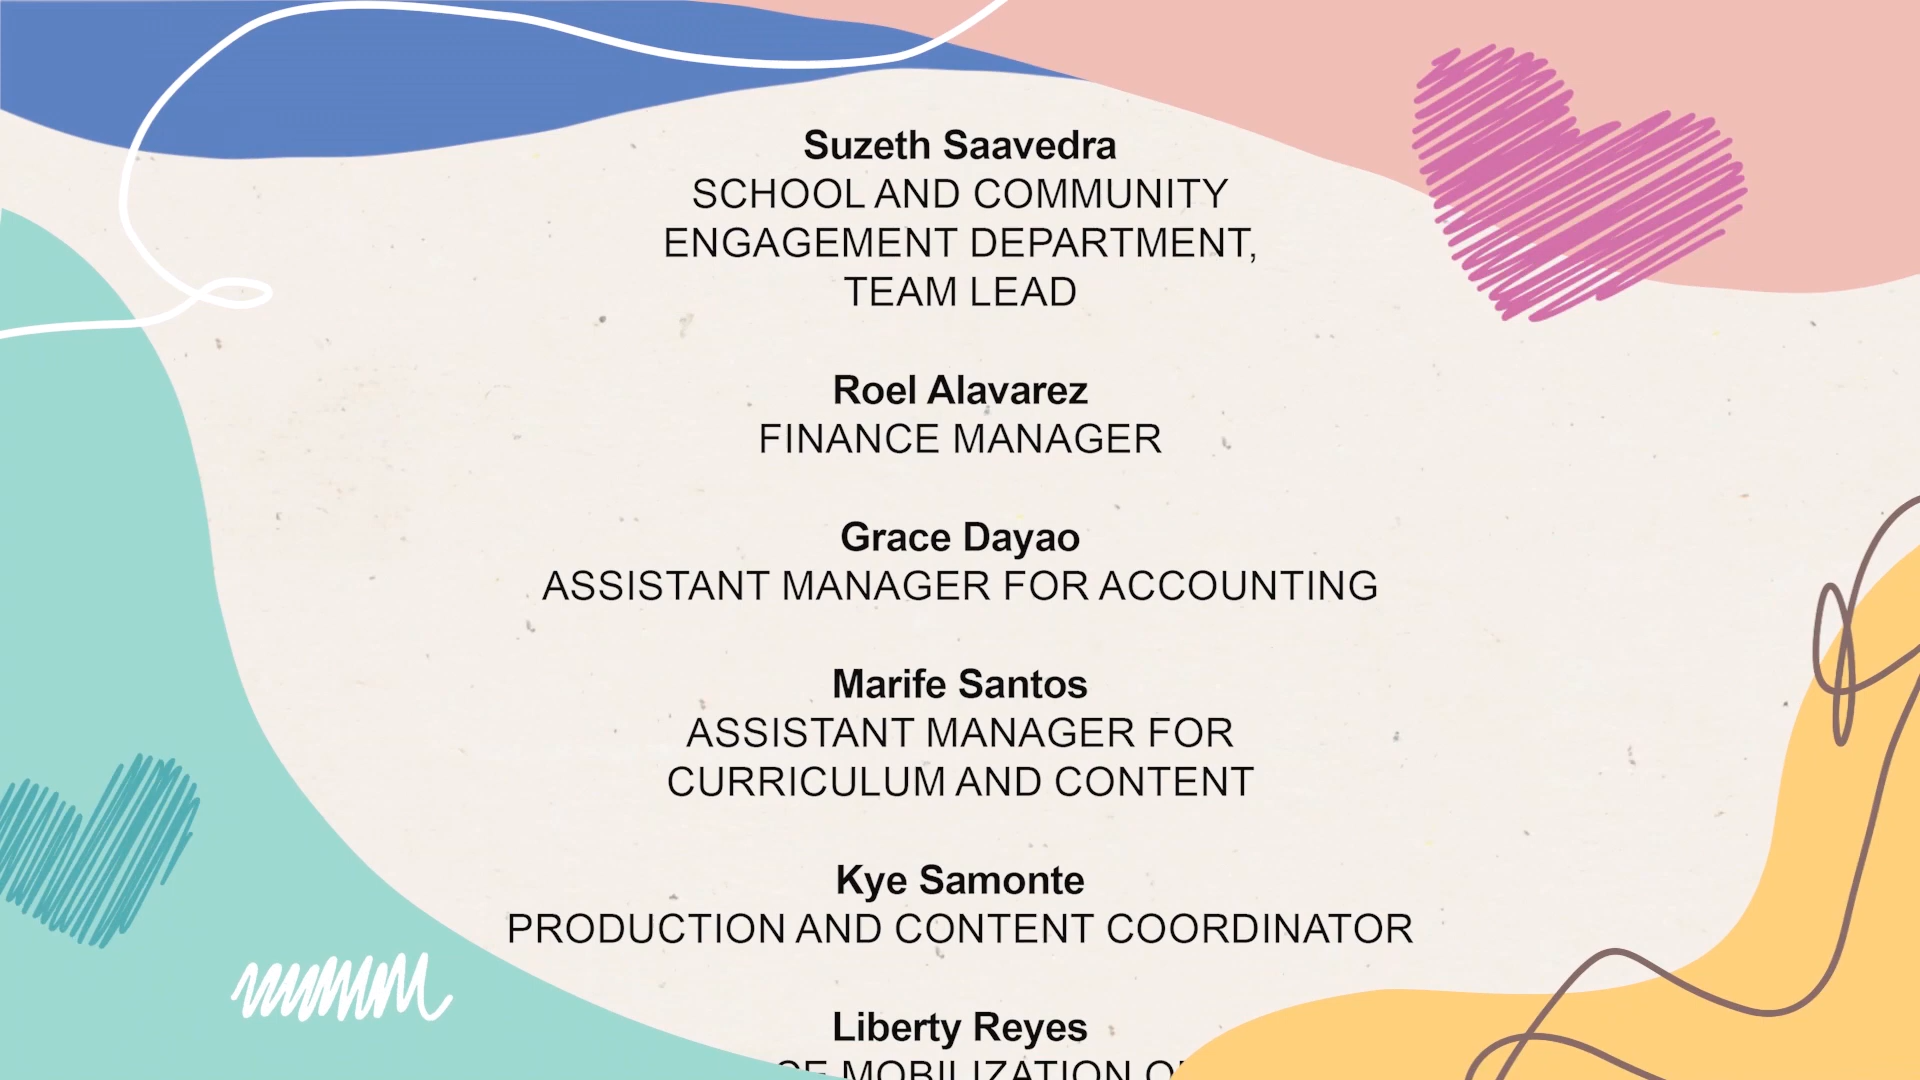 Suzeth Saavedra
SCHOOL AND COMMUNITY
ENGAGEMENT DEPARTMENT,
TEAM LEAD
Roel Alavarez
FINANCE MANAGER
Grace Dayao
ASSISTANT MANAGER FOR ACCOUNTING
Marife Santos
ASSISTANT MANAGER FOR
CURRICULUM AND CONTENT
Kye Samonte
PRODUCTION AND CONTENT COORDINATOR
Liberty Reyes
MOBILIZATION